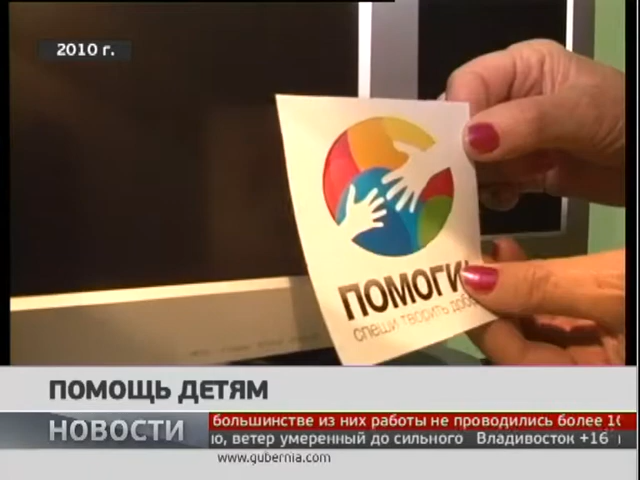 2010 г.
ПОМОГИ
спеши творить добро
ПОМОЩЬ ДЕТЯМ
НОВОСТИ
большинстве из них работы не проводились более 10
ю, ветер умеренный до сильного Владивосток +16
www.gubernia.com